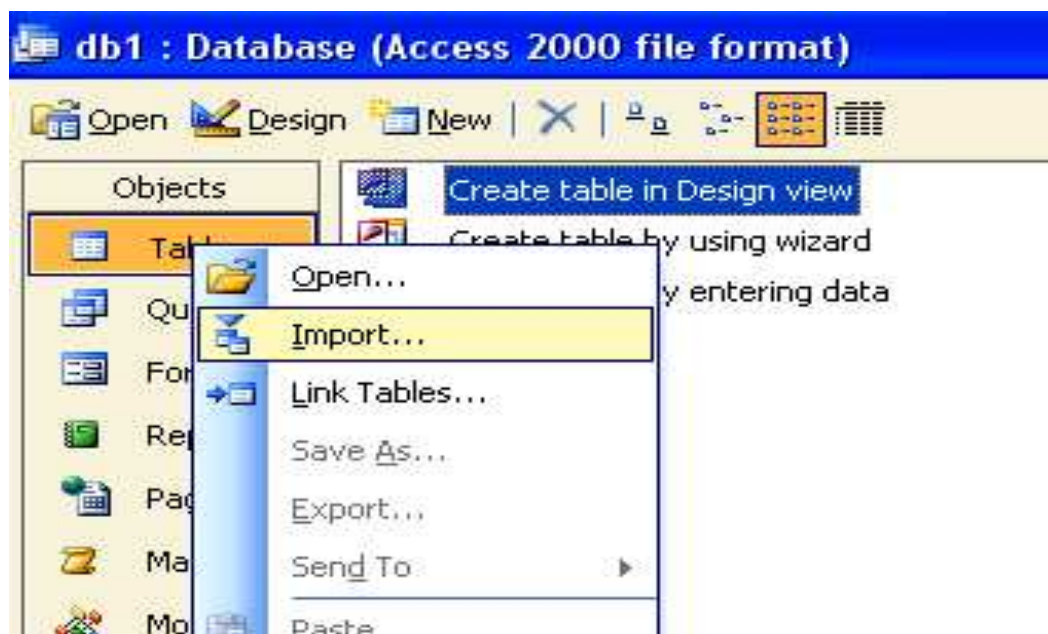 db1 : Database (Access 2000 file format)
Open Design New
Objects
Create table in Design view
Create table by using wizard
y entering data
Open...
Import...
Link Tables...
Save As...
Export...
Send To
Paste